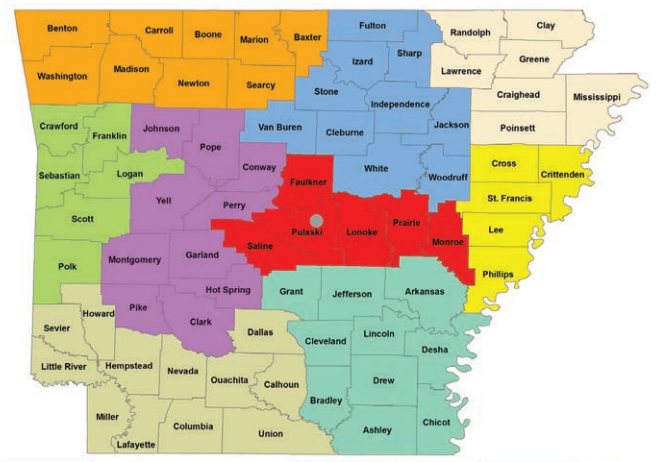 Benton
Carroll
Boone
Marion
Baxter
Fulton
Randolph
Clay
Washington
Madison
Newton
Searcy
Izard
Sharp
Lawrence
Greene
Stone
Independence
Craighead
Mississippi
Crawford
Franklin
Johnson
Pope
Van Buren
Cleburne
Jackson
Poinsett
Sebastian
Logan
Conway
Faulkner
White
Woodruff
Cross
Crittenden
Scott
Yell
Perry
St. Francis
Saline
Pulaski
Lonoke
Prairie
Monroe
Lee
Polk
Montgomery
Garland
Hot Spring
Grant
Jefferson
Arkansas
Phillips
Sevier
Howard
Pike
Clark
Dallas
Cleveland
Lincoln
Desha
Little River
Hempstead
Nevada
Ouachita
Calhoun
Bradley
Drew
Miller
Lafayette
Columbia
Union
Ashley
Chicot